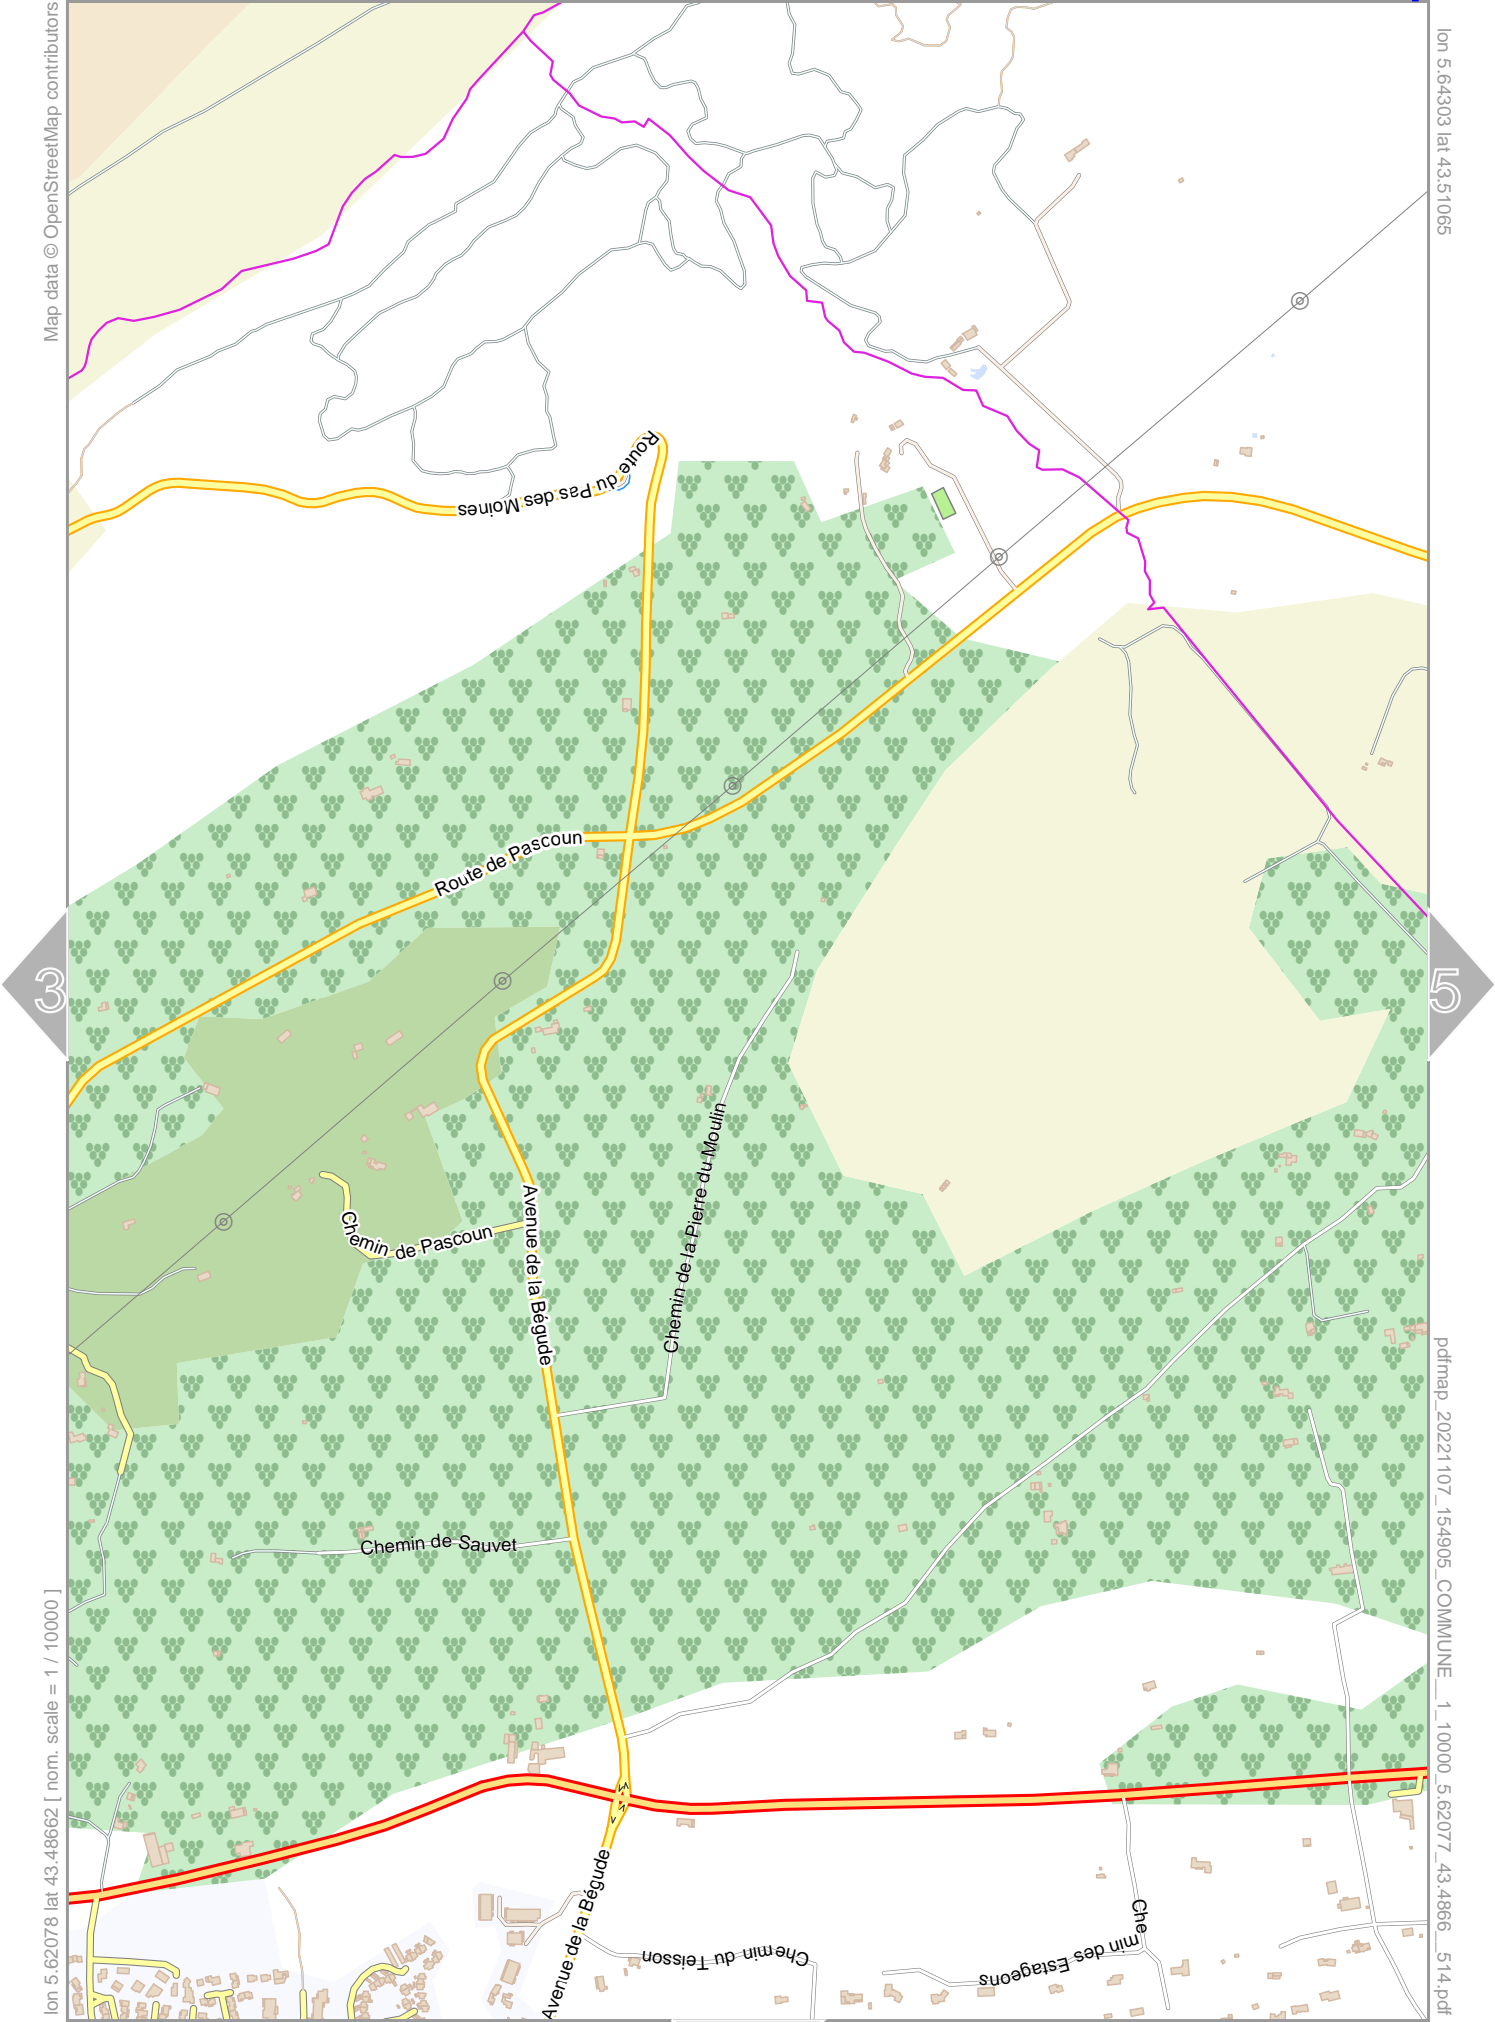 Map data © OpenStreetMap contributors
lon 5.64303 lat 43.51065
Route du Pas des Moines
Route de Pascoun
3
5
Chemin de la Pierre du Moulin
Avenue de la Bégude
Chemin de Pascoun
Chemin de Sauvet
Avenue de la Bégude
Chemin du Teisson
Chemin des Estageons
lon 5.62078 lat 43.48662 [ nom. scale = 1 / 10000 ]
pdfmap_20221107_154905_COMMUNE__1_10000_5.62077_43.4866__514.pdf